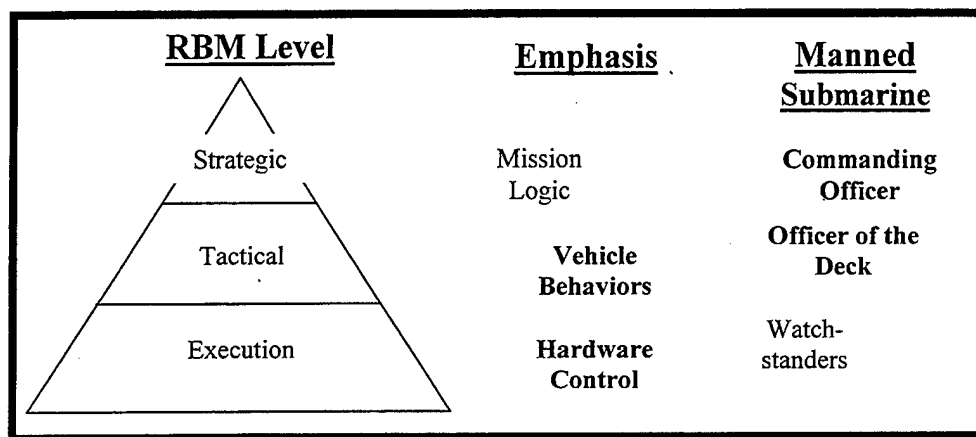 RBM Level
Emphasis
Manned
Submarine
Strategic
Mission
Logic
Commanding
Officer
Tactical
Vehicle
Behaviors
Officer of the
Deck
Execution
Hardware
Control
Watch-
standers